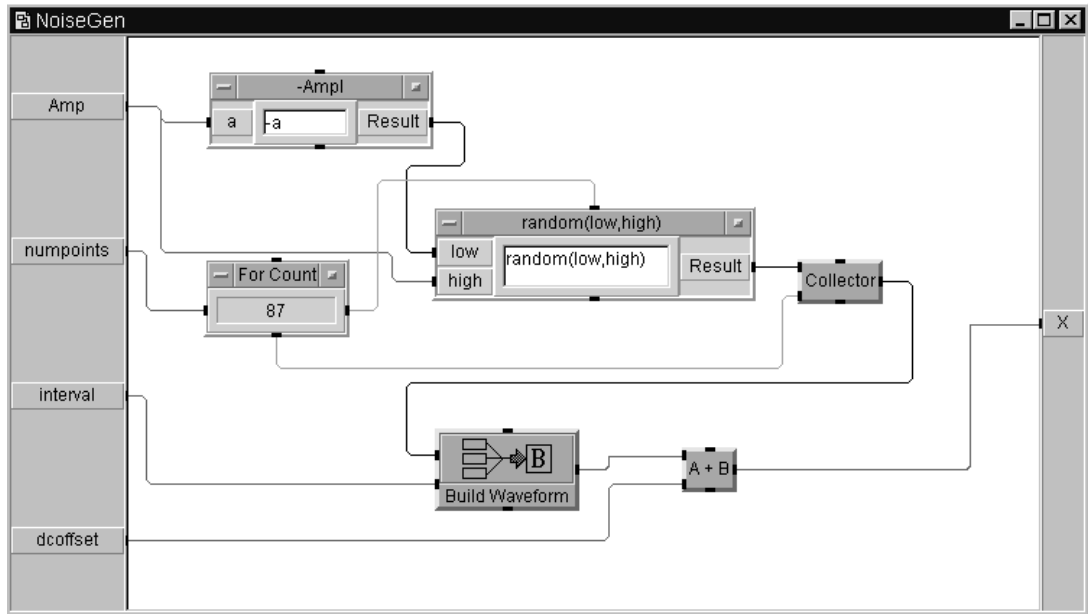 NoiseGen
Amp
numpoints
interval
dcoffset
-Ampl
a
-a
Result
For Count
87
random(low,high)
low
high
random(low,high)
Result
Collector
B
Build Waveform
A + B
X